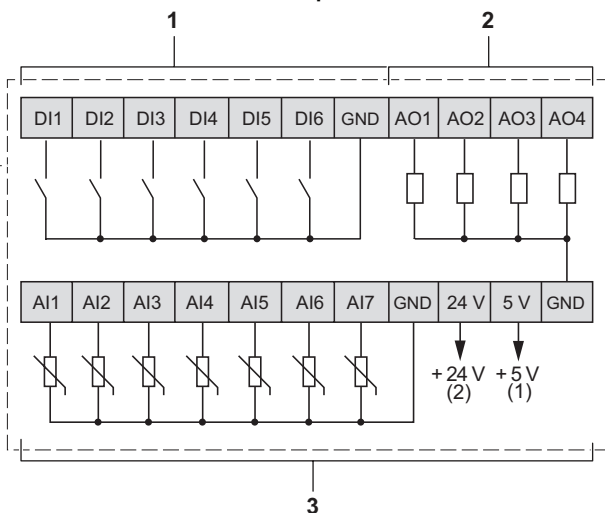 1 2
DI1 DI2 DI3 DI4 DI5 DI6 GND AO1 AO2 AO3 AO4
AI1 AI2 AI3 AI4 AI5 AI6 AI7 GND 24 V 5 V GND
+ 24 V + 5 V
(2) (1)
3